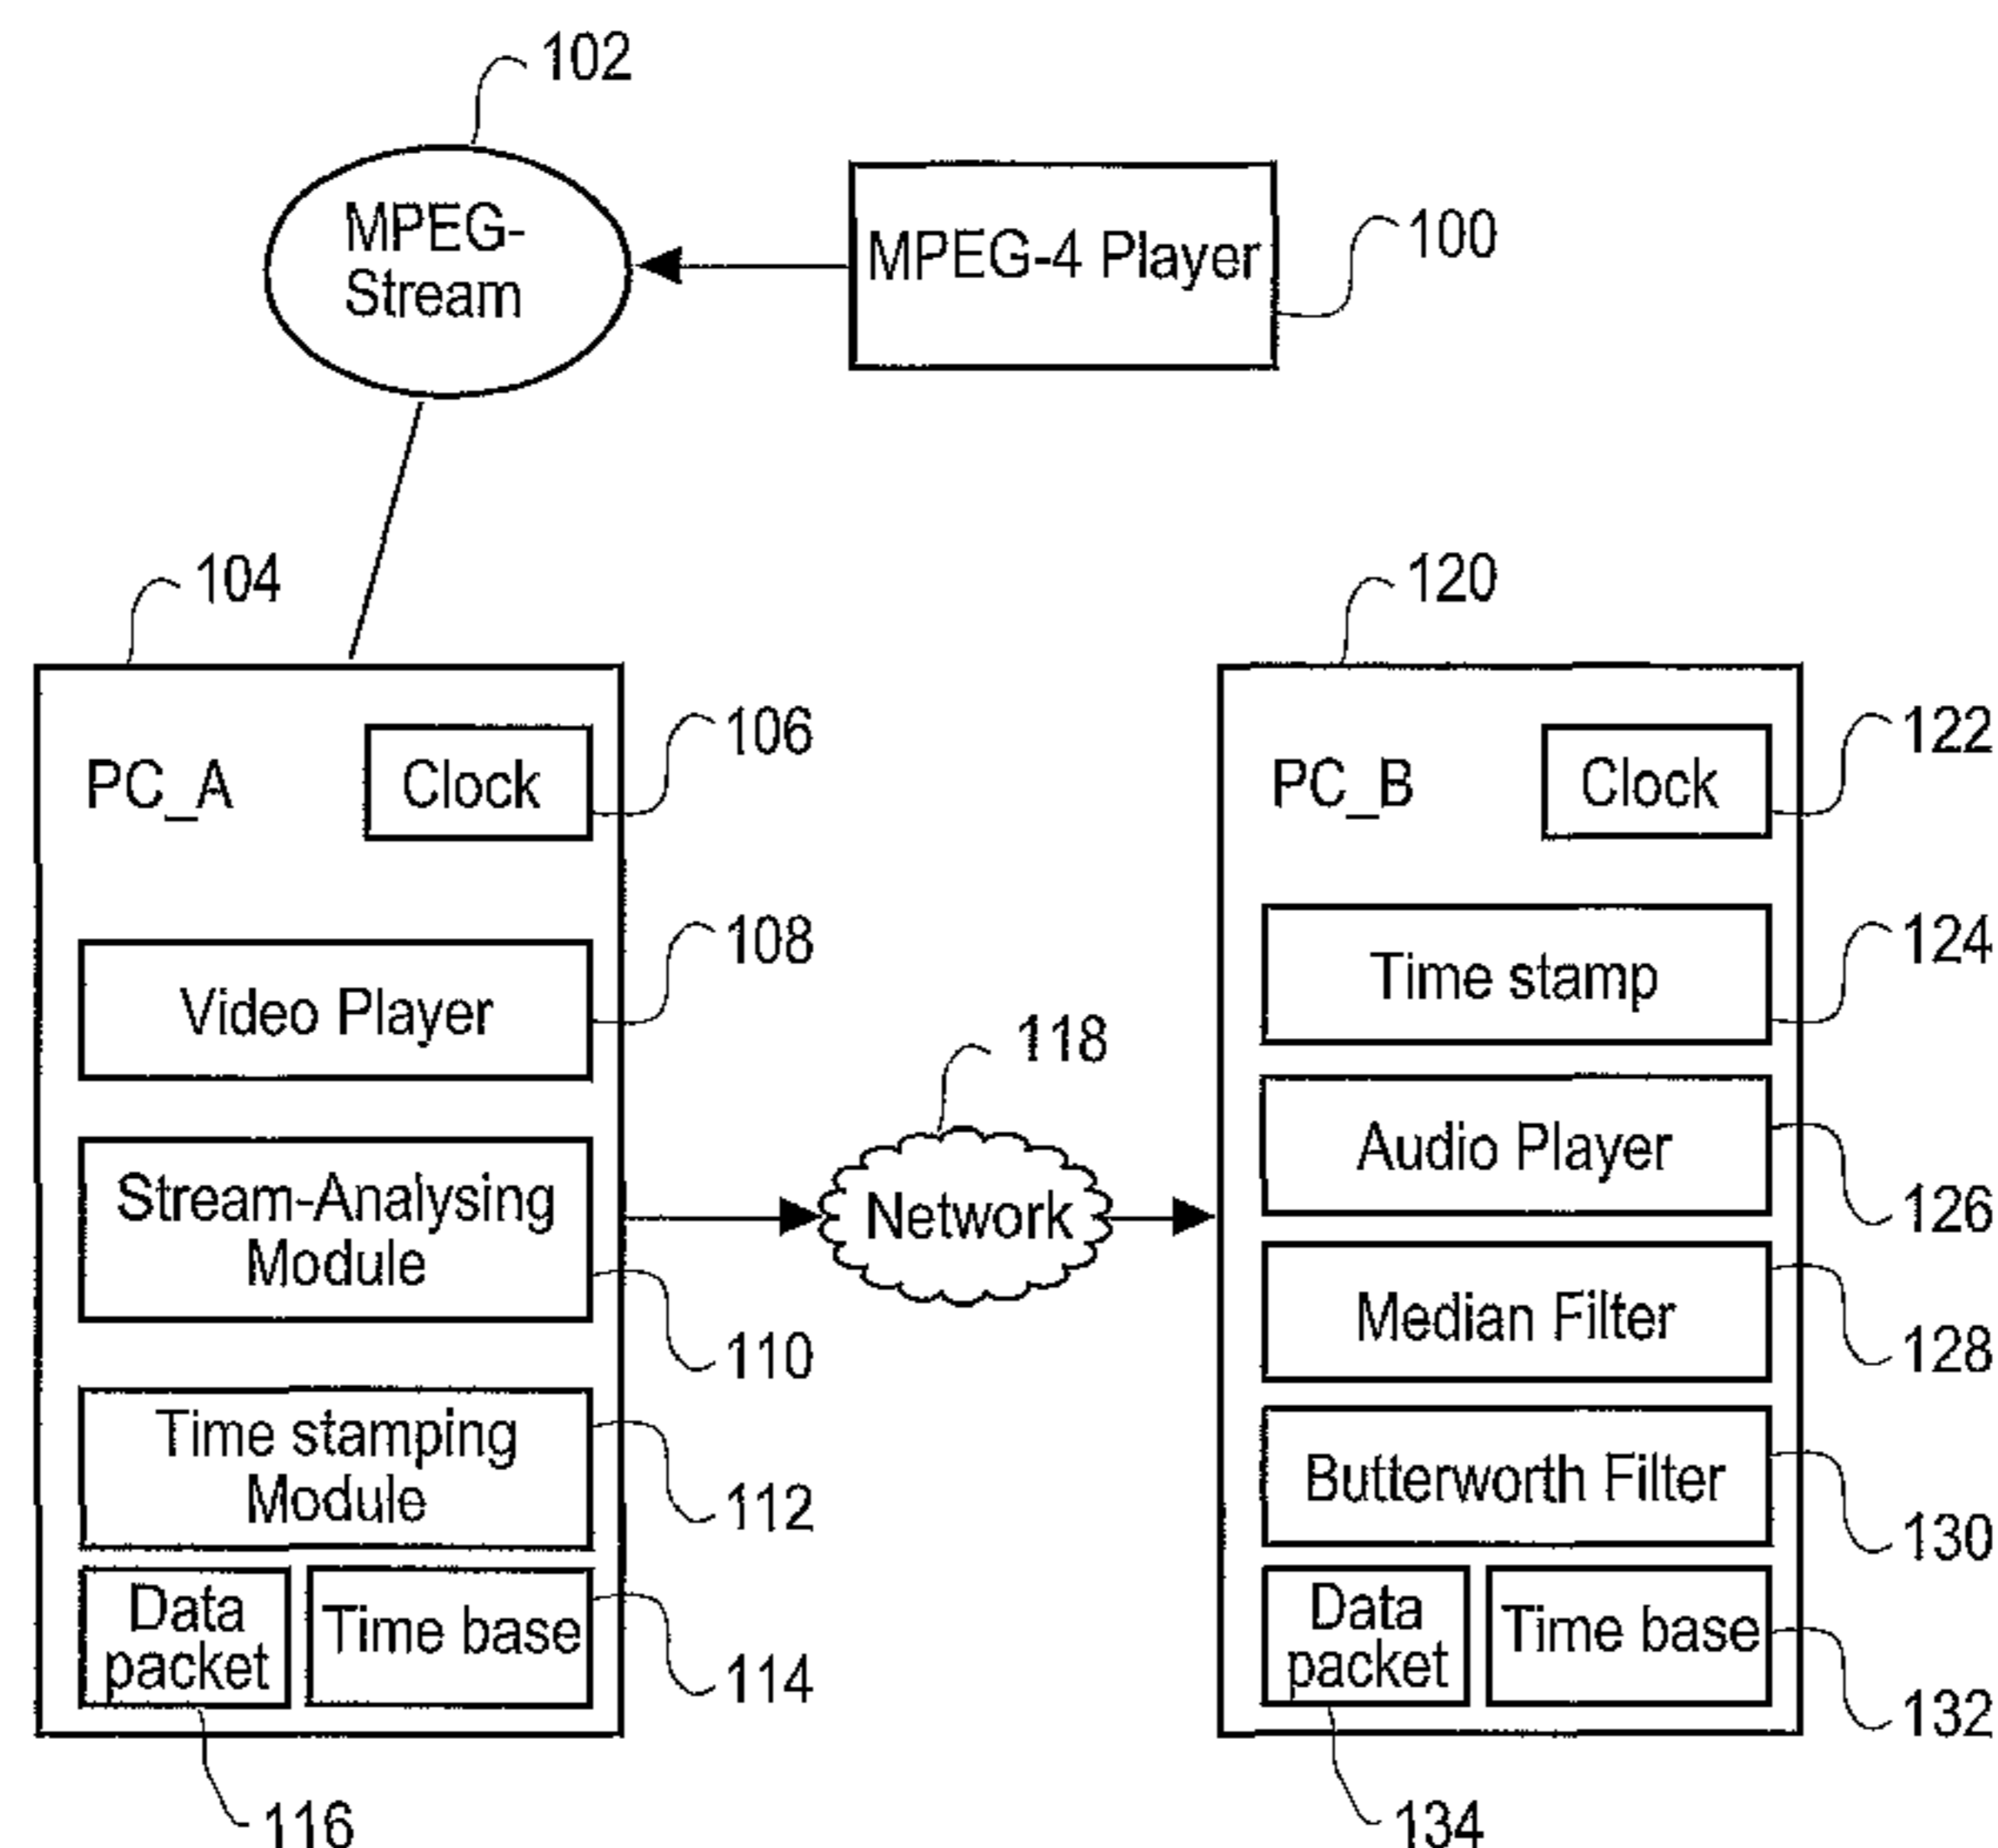 102
MPEG-
Stream
MPEG-4 Player
100
104
PC_A
Clock
106
Video Player
108
Stream-Analysing
Module
110
Time stamping
Module
112
Data
packet
Time base
114
116
118
Network
120
PC_B
Clock
122
Time stamp
124
Audio Player
126
Median Filter
128
Butterworth Filter
130
Data
packet
Time base
132
134